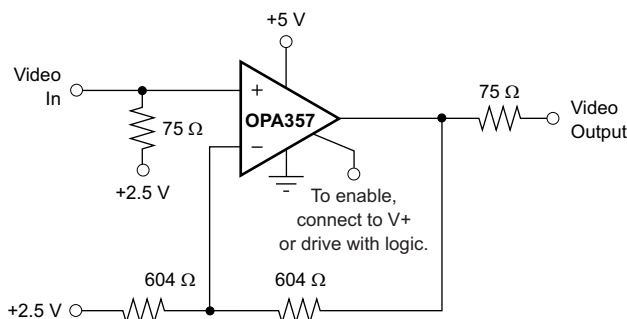 +5 V
Video
In
+
OPA357
−
75 Ω
+2.5 V
75 Ω
Video
Output
To enable,
connect to V+
or drive with logic.
604 Ω
604 Ω
+2.5 V